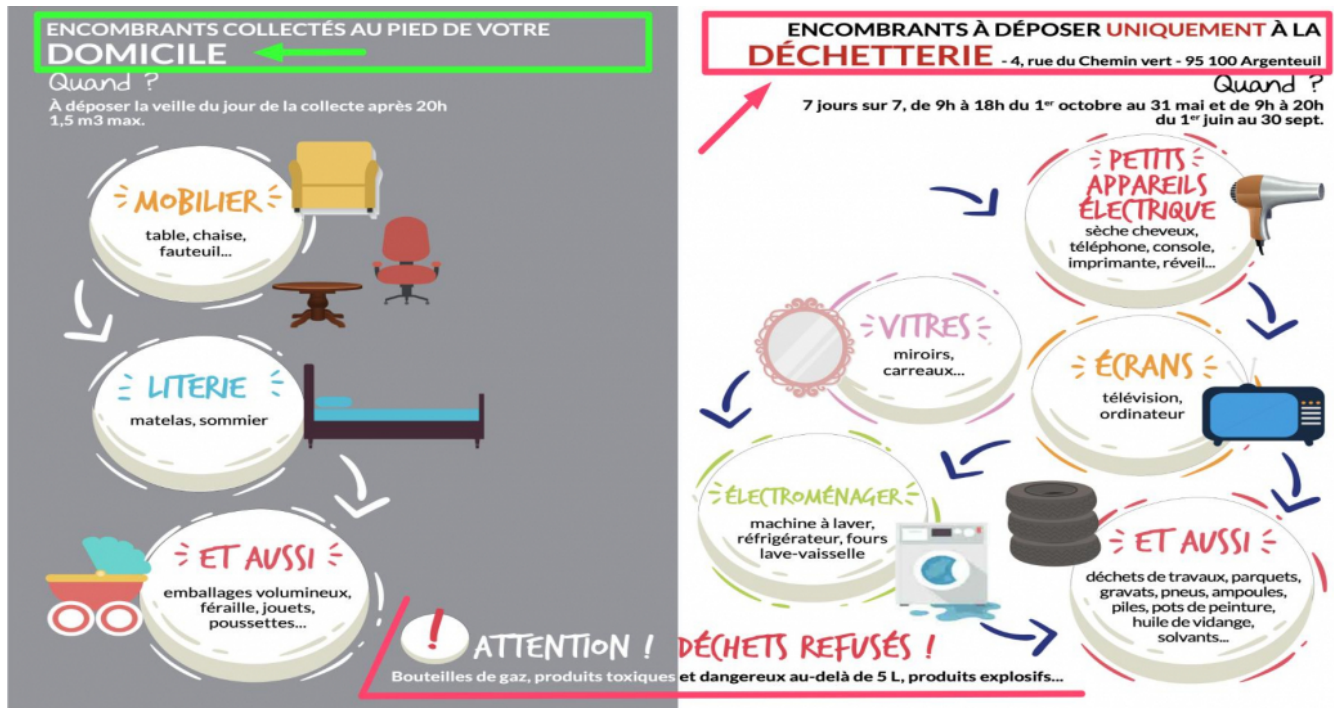 ENCOMBRANTS COLLECTÉS AU PIED DE VOTRE
DOMICILE
Quand ?
À déposer la veille du jour de la collecte après 20h
1,5 m3 max.
MOBILIER
table, chaise,
fauteuil...
LITERIE
matelas, sommier
ET AUSSI
emballages volumineux,
féraille, jouets,
poussettes...
ENCOMBRANTS À DÉPOSER UNIQUEMENT À LA
DÉCHETTERIE - 4, rue du Chemin vert - 95 100 Argenteuil
Quand ?
7 jours sur 7, de 9h à 18h du 1er octobre au 31 mai et de 9h à 20h
du 1er juin au 30 sept.
PETITS
APPAREILS
ÉLECTRIQUE
sèche cheveux,
téléphone, console,
imprimante, réveil...
VITRES
miroirs,
carreaux...
ÉCRANS
télévision,
ordinateur
ÉLECTROMÉNAGER
machine à laver,
réfrigérateur, fours
lave-vaisselle
ET AUSSI
déchets de travaux, parquets,
gravats, pneus, ampoules,
piles, pots de peinture,
huile de vidange,
solvants...
! ATTENTION ! DÉCHETS REFUSÉS !
Bouteilles de gaz, produits toxiques et dangereux au-delà de 5 L, produits explosifs...